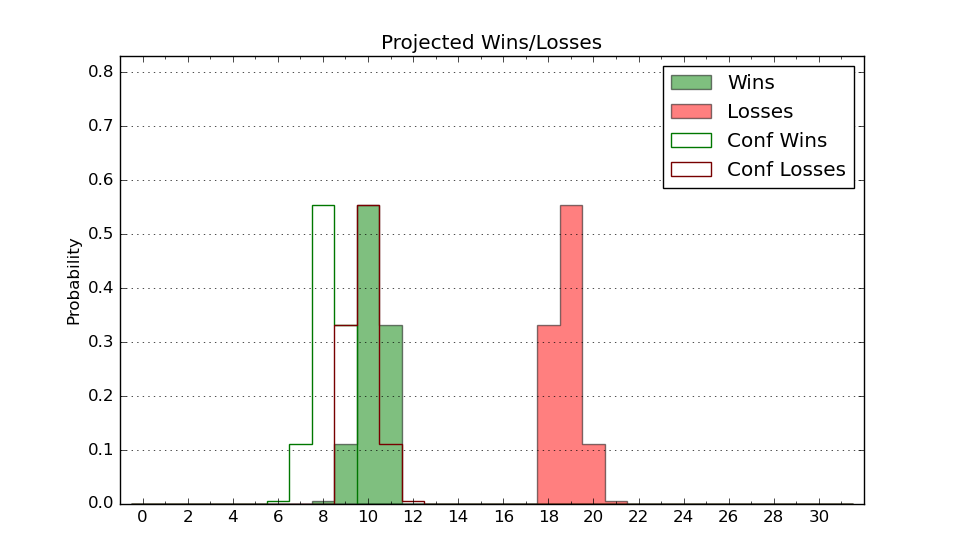 Projected Wins/Losses
Wins
Losses
Conf Wins
Conf Losses
Probability
0.8
0.7
0.6
0.5
0.4
0.3
0.2
0.1
0.0
0 2 4 6 8 10 12 14 16 18 20 22 24 26 28 30